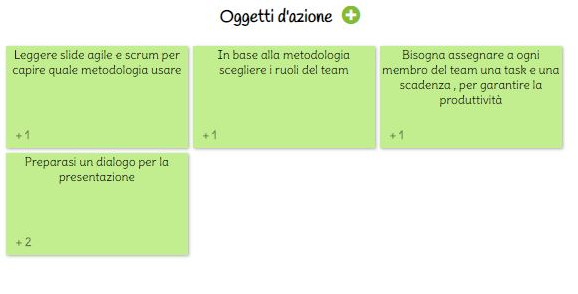 Oggetti d'azione
Leggere slide agile e scrum per
capire quale metodologia usare
+1
In base alla metodologia
scegliere i ruoli del team
+1
Bisogna assegnare a ogni
membro del team una task e una
scadenza , per garantire la
produttività
+1
Preparasi un dialogo per la
presentazione
+2